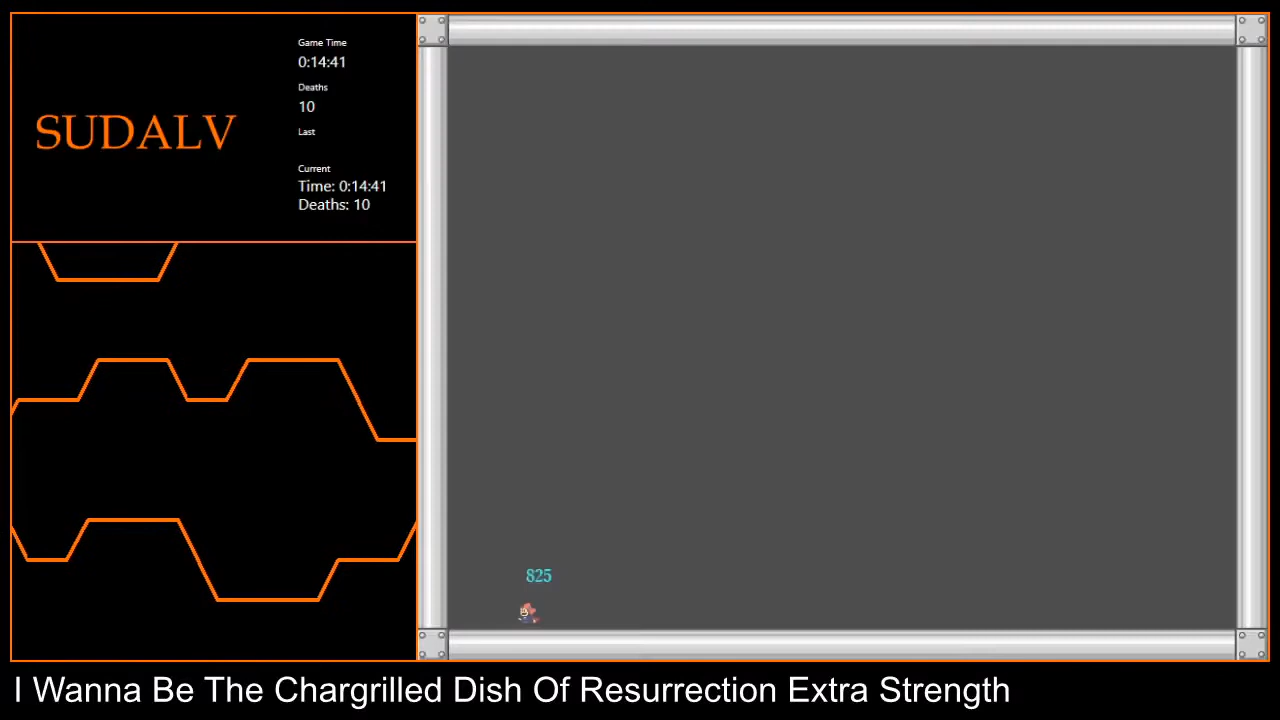 Game Time
0:14:41
Deaths
10
Last
SUDALV
Current
Time: 0:14:41
Deaths: 10
825
I Wanna Be The Chargrilled Dish Of Resurrection Extra Strength